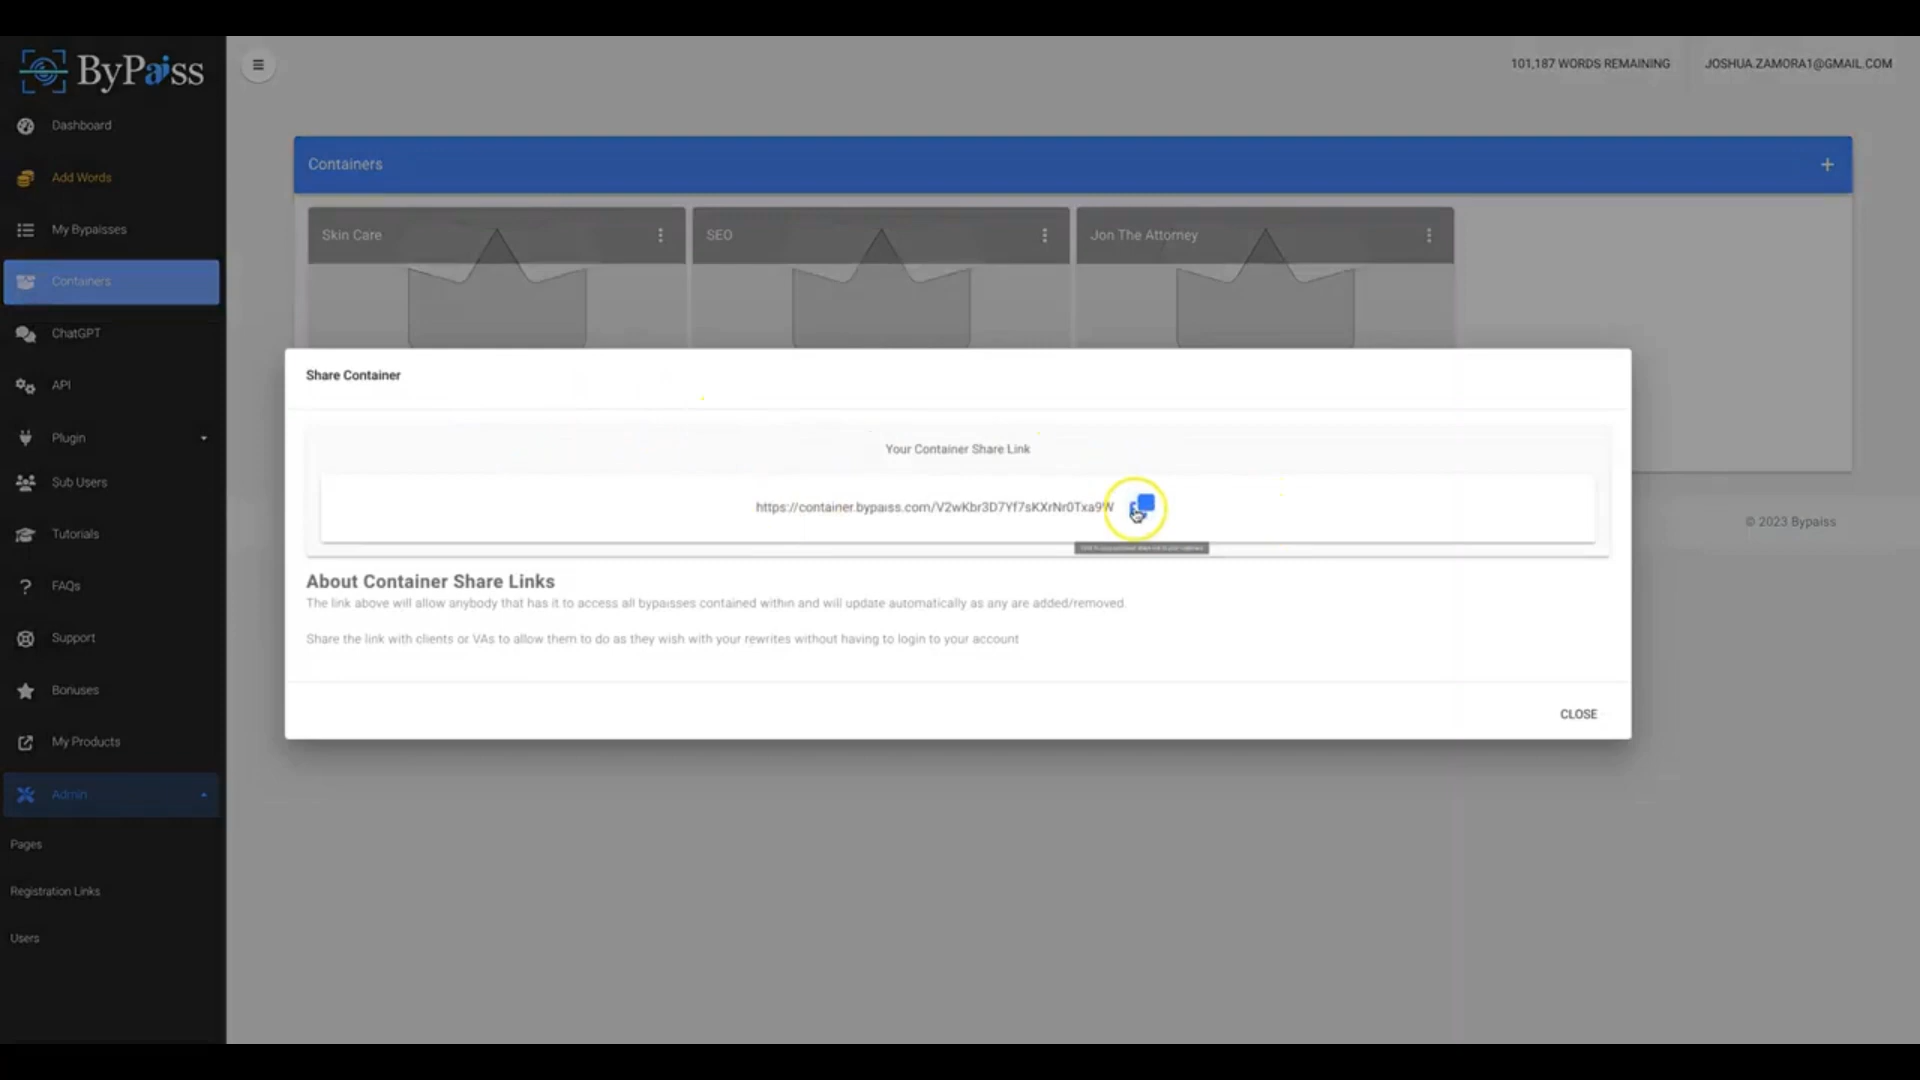 ByPaiss
101,187 WORDS REMAINING
JOSHUA.ZAMORA1@GMAIL.COM
Dashboard
Add Words
My Bypaisses
Containers
ChatGPT
API
Plugin
Sub Users
Tutorials
FAQs
Support
Bonuses
My Products
Admin
Pages
Registration Links
Users
Containers
+
Skin Care
SEO
Jon The Attorney
Share Container
Your Container Share Link
https://container.bypaiss.com/V2wKbr3D7Yf7sKXrNr0Txa9W
About Container Share Links
The link above will allow anybody that has it to access all bypaisses contained within and will update automatically as any are added/removed.
Share the link with clients or VAs to allow them to do as they wish with your rewrites without having to login to your account
CLOSE
© 2023 Bypaiss